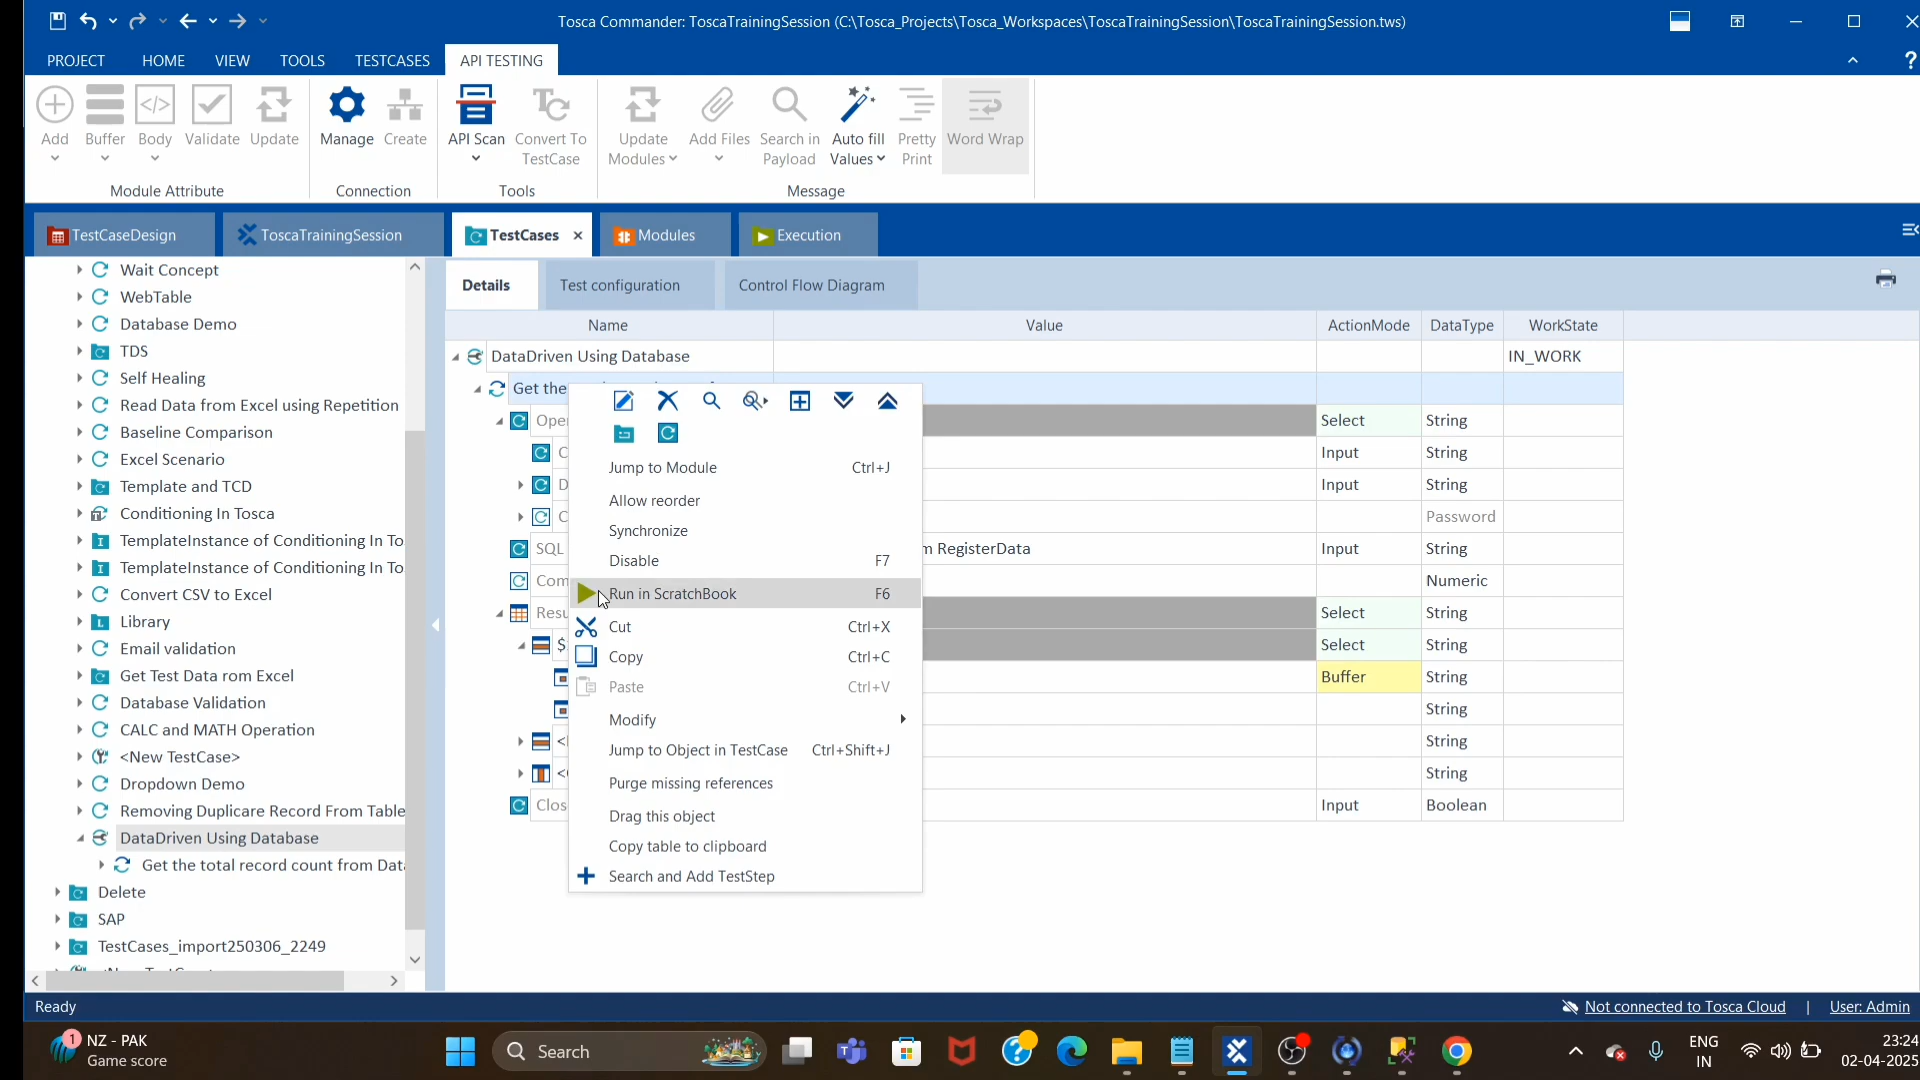 Tosca Commander: ToscaTrainingSession (C:\Tosca_Projects\Tosca_Workspaces\ToscaTrainingSession\ToscaTrainingSession.tws)
PROJECT HOME VIEW TOOLS TESTCASES API TESTING ?
Add Buffer Body Validate Update Manage Create API Scan Convert To TestCase Update Modules Add Files Search in Payload Auto fill Values Pretty Print Word Wrap
Module Attribute Connection Tools Message
TestCaseDesign ToscaTrainingSession TestCases × Modules Execution
Wait Concept
WebTable
Database Demo
TDS
Self Healing
Read Data from Excel using Repetition
Baseline Comparison
Excel Scenario
Template and TCD
Conditioning In Tosca
TemplateInstance of Conditioning In To
TemplateInstance of Conditioning In To
Convert CSV to Excel
Library
Email validation
Get Test Data rom Excel
Database Validation
CALC and MATH Operation
<New TestCase>
Dropdown Demo
Removing Duplicare Record From Table
DataDriven Using Database
Get the total record count from Dat
Delete
SAP
TestCases_import250306_2249
Details Test configuration Control Flow Diagram
Name Value ActionMode DataType WorkState
DataDriven Using Database IN_WORK
Get the
Ope Select String
C Input String
D Input String
C Password
SQL RegisterData Input String
Com Numeric
Resu Select String
$ Select String
Buffer String
String
< String
<C String
Clos Input Boolean
Jump to Module Ctrl+J
Allow reorder
Synchronize
Disable F7
Run in ScratchBook F6
Cut Ctrl+X
Copy Ctrl+C
Paste Ctrl+V
Modify
Jump to Object in TestCase Ctrl+Shift+J
Purge missing references
Drag this object
Copy table to clipboard
Search and Add TestStep
Ready Not connected to Tosca Cloud | User: Admin
1 NZ - PAK
Game score
Search
ENG
IN
23:24
02-04-2025